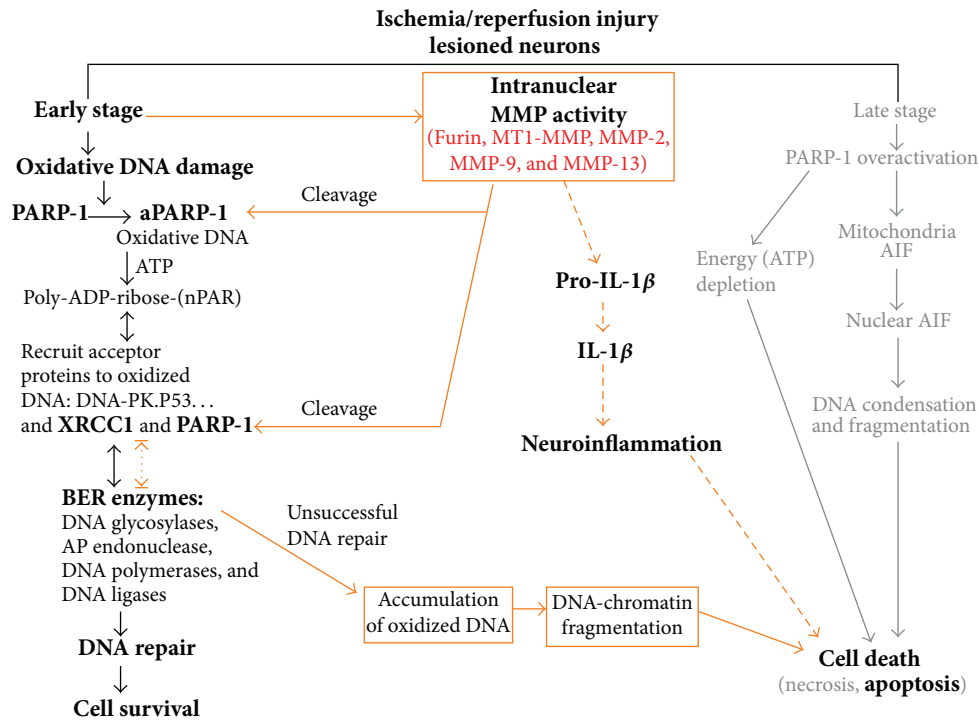 Ischemia/reperfusion injury
lesioned neurons
Early stage
Oxidative DNA damage
PARP-1
aPARP-1
Oxidative DNA
ATP
Poly-ADP-ribose-(nPAR)
Recruit acceptor
proteins to oxidized
DNA: DNA-PK.P53...
and XRCC1 and PARP-1
BER enzymes:
DNA glycosylases,
AP endonuclease,
DNA polymerases, and
DNA ligases
DNA repair
Cell survival
Intranuclear
MMP activity
(Furin, MT1-MMP, MMP-2,
MMP-9, and MMP-13)
Cleavage
Cleavage
Pro-IL-1β
IL-1β
Neuroinflammation
Unsuccessful
DNA repair
Accumulation
of oxidized DNA
DNA-chromatin
fragmentation
Late stage
PARP-1 overactivation
Energy (ATP)
depletion
Mitochondria
AIF
Nuclear AIF
DNA condensation
and fragmentation
Cell death
(necrosis, apoptosis)